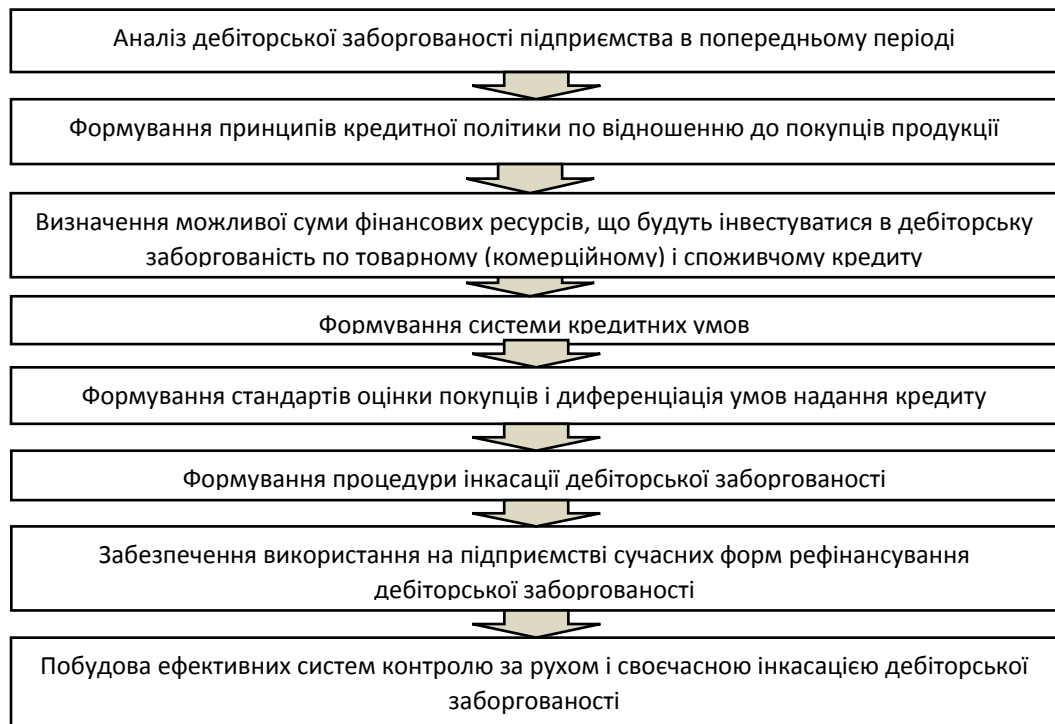 Аналіз дебіторської заборгованості підприємства в попередньому періоді
Формування принципів кредитної політики по відношенню до покупців продукції
Визначення можливої суми фінансових ресурсів, що будуть інвестуватися в дебіторську
заборгованість по товарному (комерційному) і споживчому кредиту
Формування системи кредитних умов
Формування стандартів оцінки покупців і диференціація умов надання кредиту
Формування процедури інкасації дебіторської заборгованості
Забезпечення використання на підприємстві сучасних форм рефінансування
дебіторської заборгованості
Побудова ефективних систем контролю за рухом і своєчасною інкасацією дебіторської
заборгованості